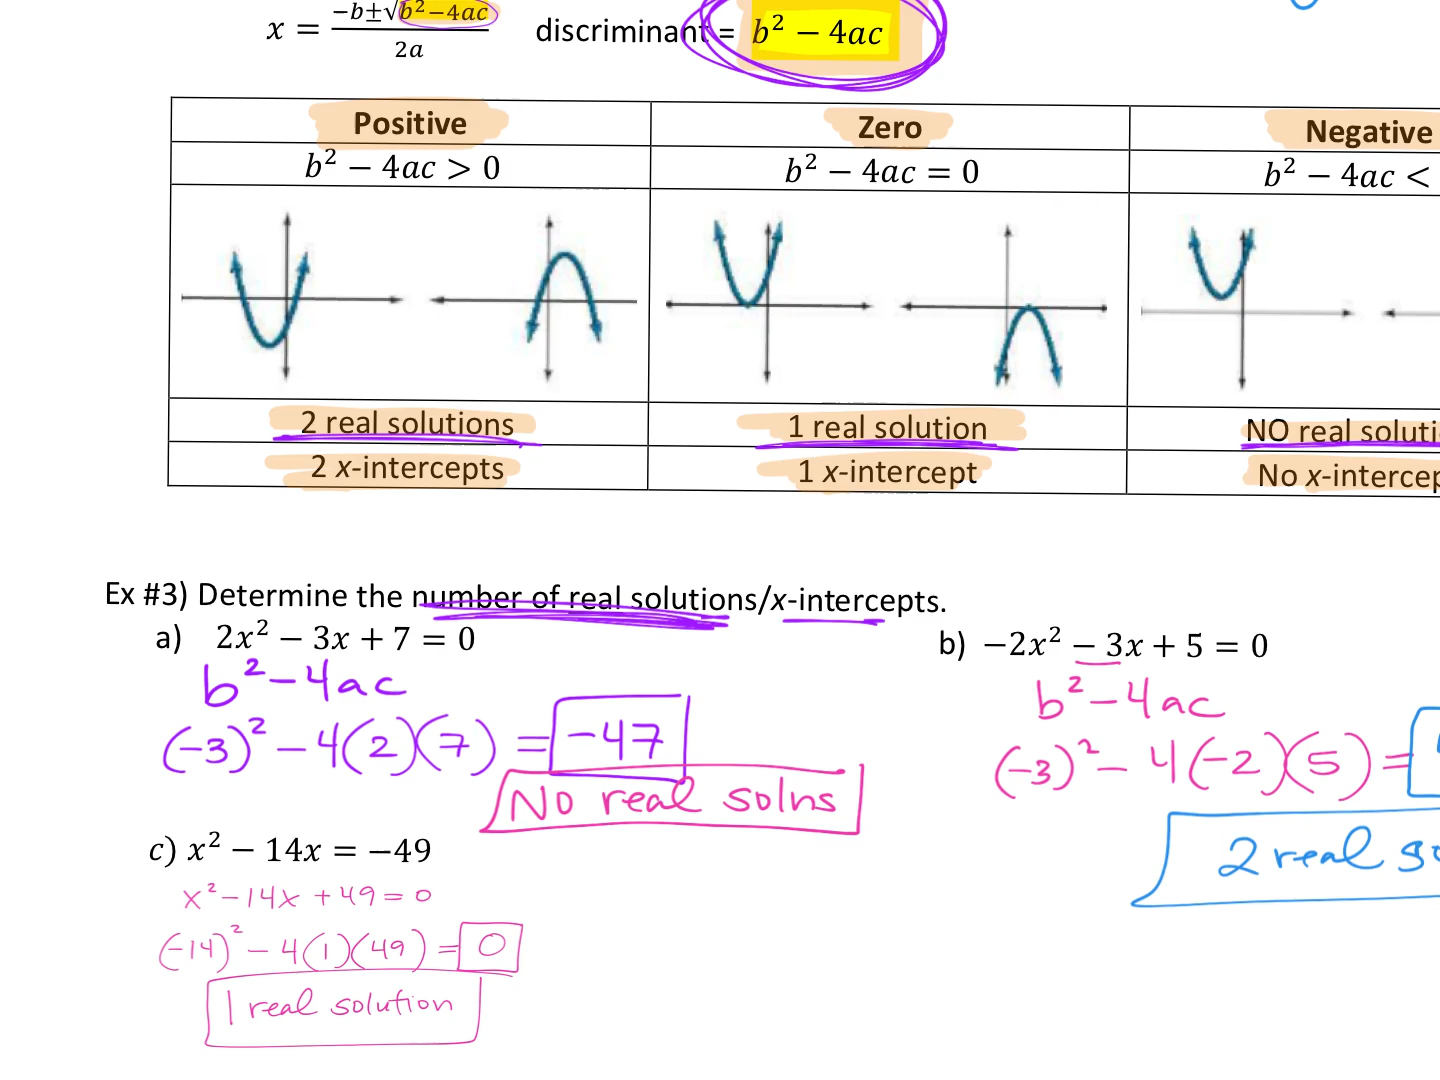 x = −b±√b²−4ac / 2a discriminant = b² − 4ac
Positive Zero Negative
b² − 4ac > 0 b² − 4ac = 0 b² − 4ac <
2 real solutions 1 real solution NO real soluti
2 x-intercepts 1 x-intercept No x-intercep
Ex #3) Determine the number of real solutions/x-intercepts.
a) 2x² − 3x + 7 = 0
b²-4ac
(-3)² - 4(2)(7) = -47
No real solns
b) −2x² − 3x + 5 = 0
b²-4ac
(-3)² - 4(-2)(5) =
2 real so
c) x² − 14x = −49
x²-14x +49=0
(-14)² - 4(1)(49) = 0
1 real solution